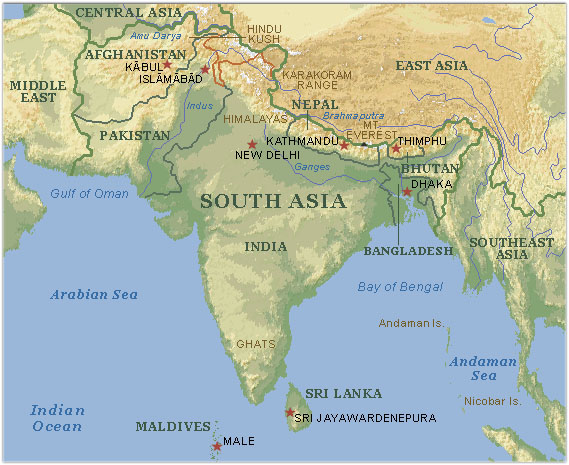 CENTRAL ASIA
HINDU
KUSH
Amu Darya
AFGHANISTAN
KĀBUL
ISLĀMĀBĀD
MIDDLE
EAST
EAST ASIA
KARAKORAM
RANGE
Indus
NEPAL
HIMALAYAS
Brahmaputra
MT.
EVEREST
PAKISTAN
KATHMANDU
THIMPHU
NEW DELHI
Ganges
BHUTAN
DHAKA
Gulf of Oman
SOUTH ASIA
INDIA
BANGLADESH
SOUTHEAST
ASIA
Arabian Sea
Bay of Bengal
Andaman Is.
GHATS
Andaman
Sea
SRI LANKA
Nicobar Is.
Indian
Ocean
SRI JAYAWARDENEPURA
MALDIVES
MALE